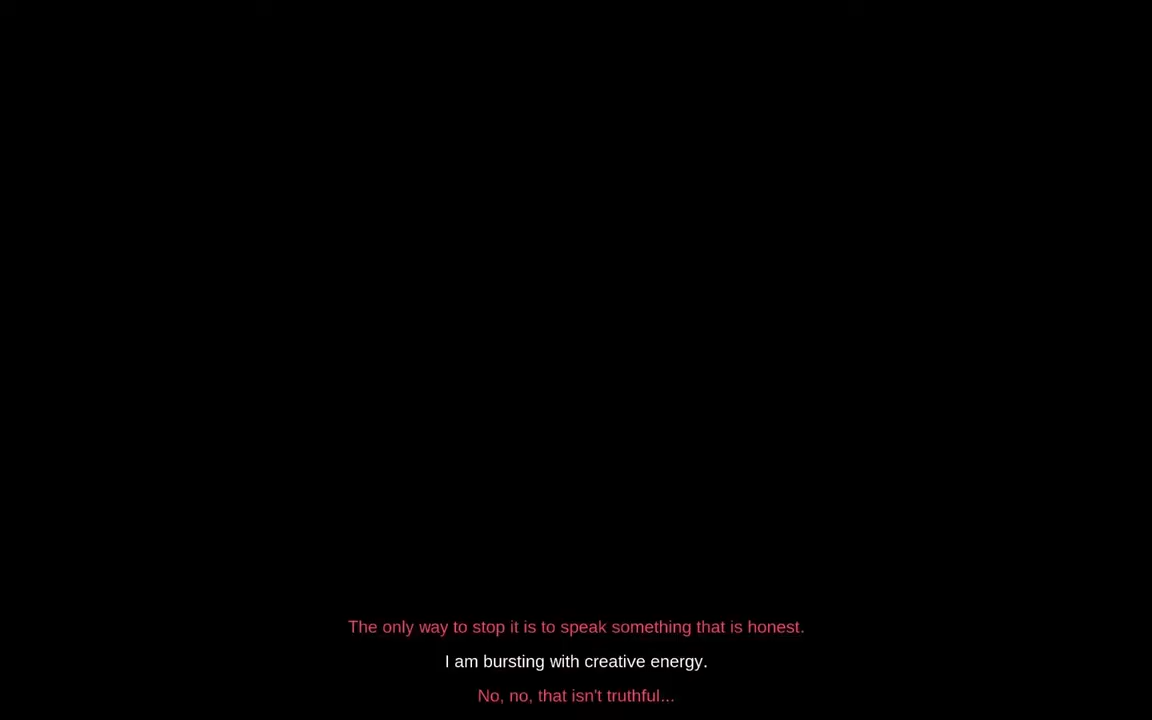 The only way to stop it is to speak something that is honest.
I am bursting with creative energy.
No, no, that isn't truthful...